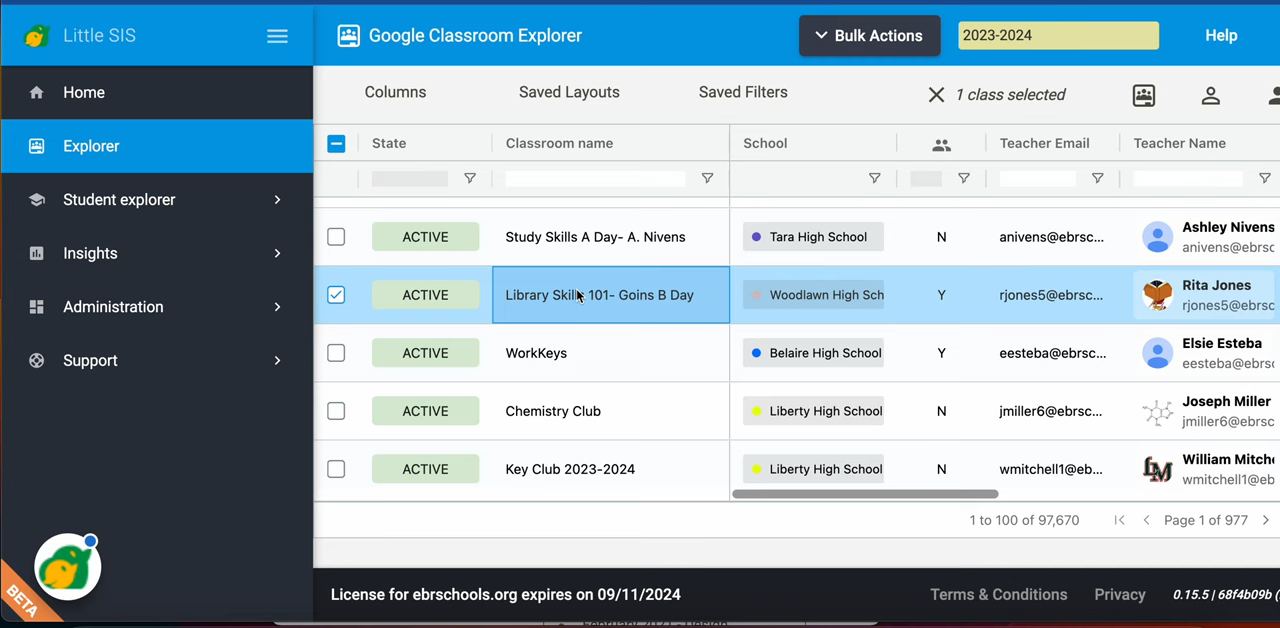 Little SIS
Google Classroom Explorer
Bulk Actions
2023-2024
Help
Home
Explorer
Student explorer
Insights
Administration
Support
BETA
Columns
Saved Layouts
Saved Filters
1 class selected
State
Classroom name
School
Teacher Email
Teacher Name
ACTIVE
Study Skills A Day- A. Nivens
Tara High School
N
anivens@ebrsc...
Ashley Nivens
anivens@ebrsc
ACTIVE
Library Skills 101- Goins B Day
Woodlawn High Sch
Y
rjones5@ebrsc...
Rita Jones
rjones5@ebrsc
ACTIVE
WorkKeys
Belaire High School
Y
eesteba@ebrsc...
Elsie Esteba
eesteba@ebrsc
ACTIVE
Chemistry Club
Liberty High School
N
jmiller6@ebrsc...
Joseph Miller
jmiller6@ebrsc
ACTIVE
Key Club 2023-2024
Liberty High School
N
wmitchell1@eb...
LM
William Mitch
wmitchell1@eb
1 to 100 of 97,670
Page 1 of 977
License for ebrschools.org expires on 09/11/2024
Terms & Conditions
Privacy
0.15.5 | 68f4b09b (